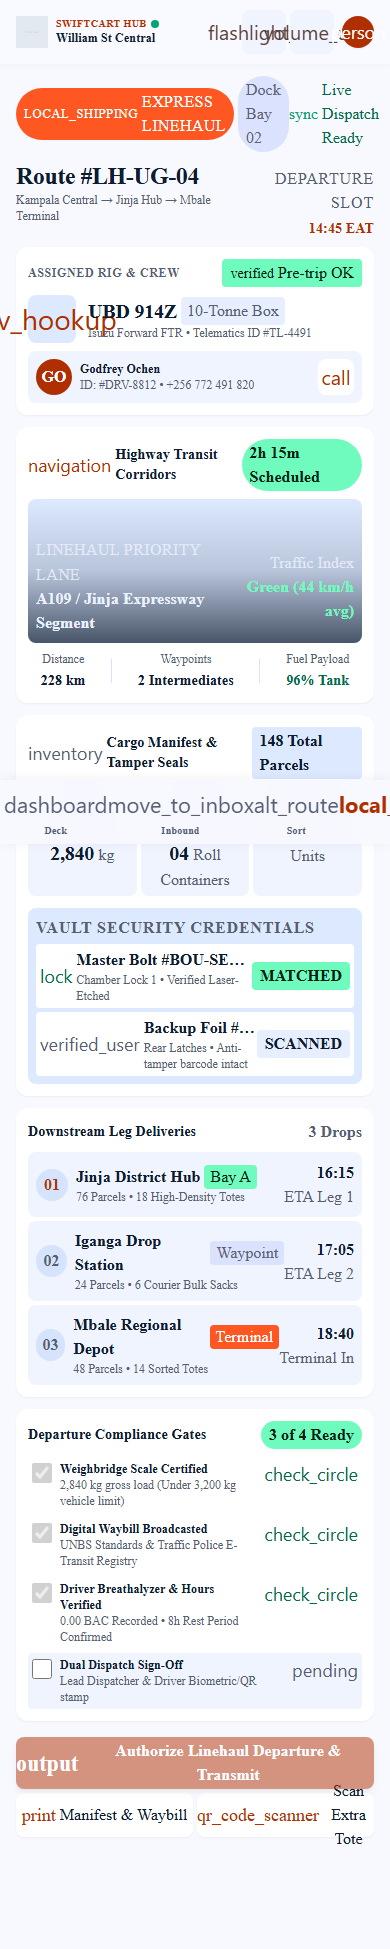 SWIFTCART HUB
William St Central
flashlight
volume_
person
LOCAL_SHIPPING
EXPRESS
LINEHAUL
Dock
Bay
02
sync
Live
Dispatch
Ready
Route #LH-UG-04
Kampala Central → Jinja Hub → Mbale
Terminal
DEPARTURE
SLOT
14:45 EAT
ASSIGNED RIG & CREW
verified Pre-trip OK
v_hookup
UBD 914Z 10-Tonne Box
Isuzu Forward FTR • Telematics ID #TL-4491
GO
Godfrey Ochen
ID: #DRV-8812 • +256 772 491 820
call
navigation
Highway Transit
Corridors
2h 15m
Scheduled
LINEHAUL PRIORITY
LANE
A109 / Jinja Expressway
Segment
Traffic Index
Green (44 km/h
avg)
Distance
228 km
Waypoints
2 Intermediates
Fuel Payload
96% Tank
inventory
Cargo Manifest &
Tamper Seals
148 Total
Parcels
dashboard
move_to_inbox
alt_route
local_
Deck
Inbound
Sort
2,840 kg
04 Roll
Containers
Units
VAULT SECURITY CREDENTIALS
lock
Master Bolt #BOU-SE...
Chamber Lock 1 • Verified Laser-
Etched
MATCHED
verified_user
Backup Foil #...
Rear Latches • Anti-
tamper barcode intact
SCANNED
Downstream Leg Deliveries
3 Drops
01
Jinja District Hub Bay A
76 Parcels • 18 High-Density Totes
16:15
ETA Leg 1
02
Iganga Drop
Station
Waypoint
24 Parcels • 6 Courier Bulk Sacks
17:05
ETA Leg 2
03
Mbale Regional
Depot
Terminal
48 Parcels • 14 Sorted Totes
18:40
Terminal In
Departure Compliance Gates
3 of 4 Ready
Weighbridge Scale Certified
2,840 kg gross load (Under 3,200 kg
vehicle limit)
check_circle
Digital Waybill Broadcasted
UNBS Standards & Traffic Police E-
Transit Registry
check_circle
Driver Breathalyzer & Hours
Verified
0.00 BAC Recorded • 8h Rest Period
Confirmed
check_circle
Dual Dispatch Sign-Off
Lead Dispatcher & Driver Biometric/QR
stamp
pending
output
Authorize Linehaul Departure &
Transmit
print Manifest & Waybill
qr_code_scanner
Scan
Extra
Tote